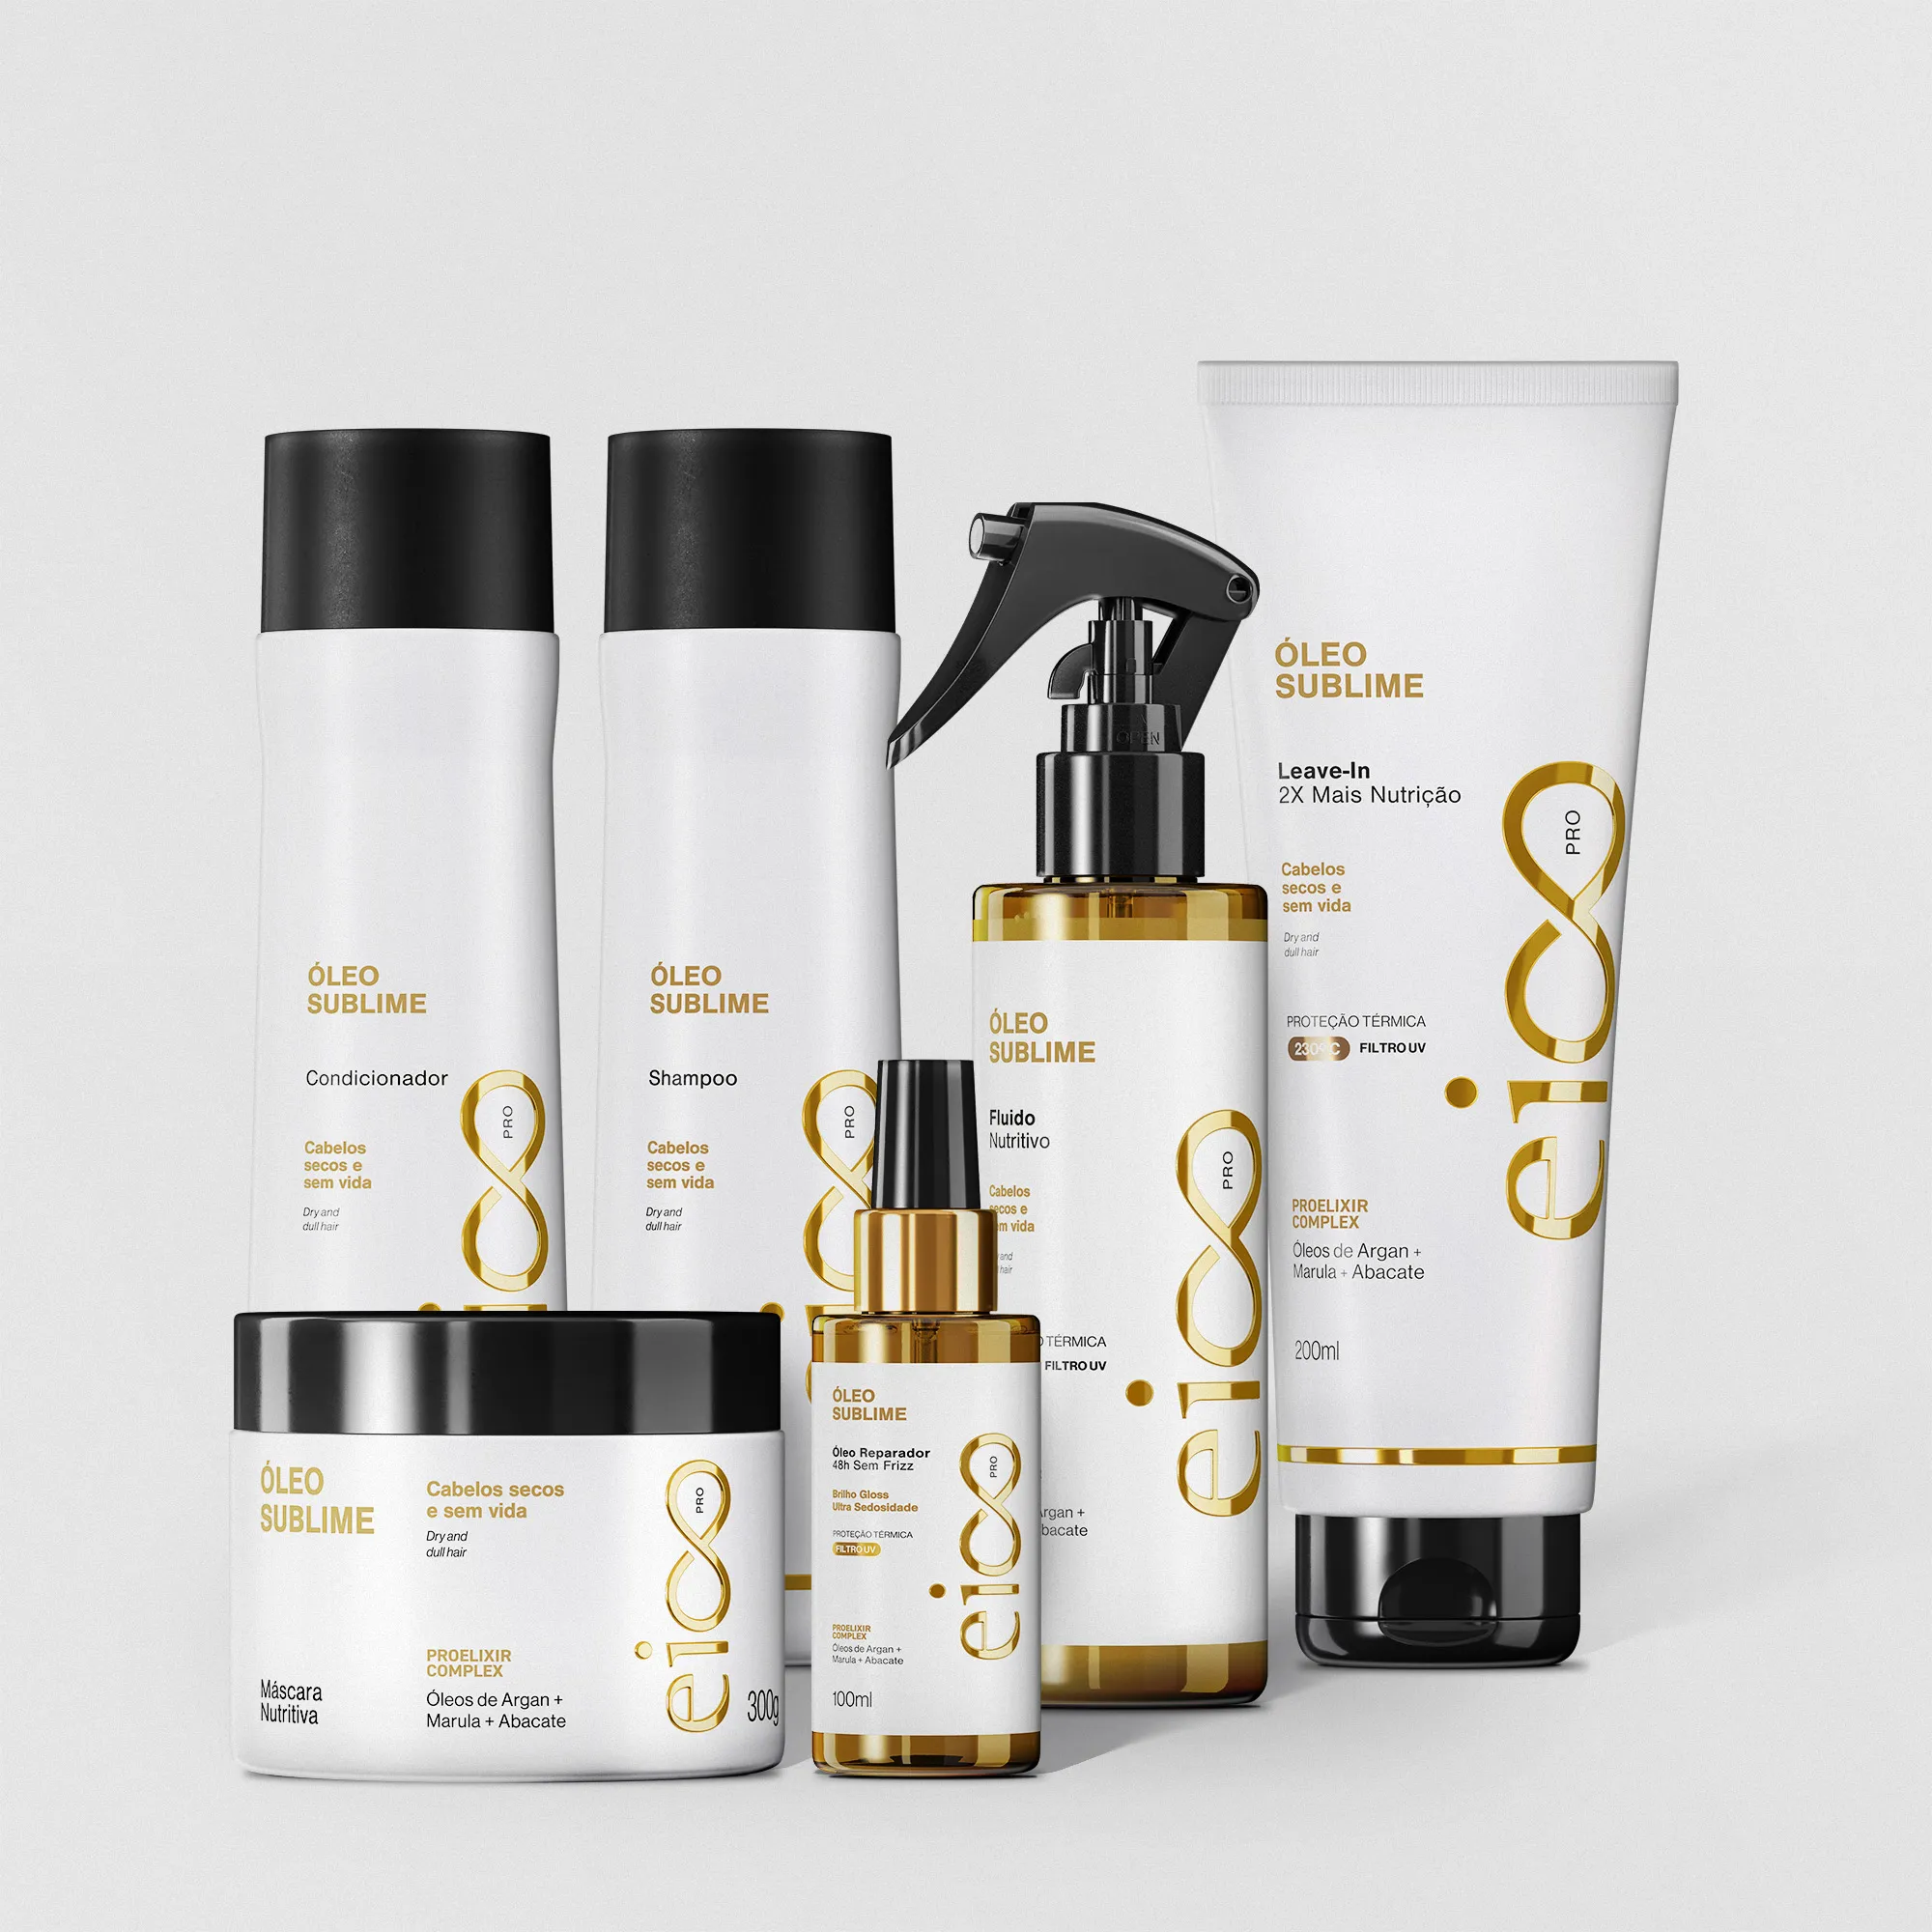 ÓLEO
SUBLIME
Condicionador
Cabelos
secos e
sem vida
Dry and
dull hair
PRO
ÓLEO
SUBLIME
Shampoo
Cabelos
secos e
sem vida
Dry and
dull hair
PRO
OPEN
ÓLEO
SUBLIME
Fluido
Nutritivo
Cabelos
secos e
sem vida
TÉRMICA
FILTRO UV
Argan +
PRO
eico
ÓLEO
SUBLIME
Leave-In
2X Mais Nutrição
Cabelos
secos e
sem vida
Dry and
dull hair
PROTEÇÃO TÉRMICA
230ºC FILTRO UV
PROELIXIR
COMPLEX
Óleos de Argan +
Marula + Abacate
200ml
PRO
eico
ÓLEO
SUBLIME
Máscara
Nutritiva
Cabelos secos
e sem vida
Dry and
dull hair
PROELIXIR
COMPLEX
Óleos de Argan +
Marula + Abacate
PRO
eico
300g
ÓLEO
SUBLIME
Óleo Reparador
48h Sem Frizz
Brilho Gloss
Ultra Sedosidade
PROTEÇÃO TÉRMICA
FILTRO UV
PROELIXIR
COMPLEX
Óleos de Argan +
Marula + Abacate
100ml
PRO
eico